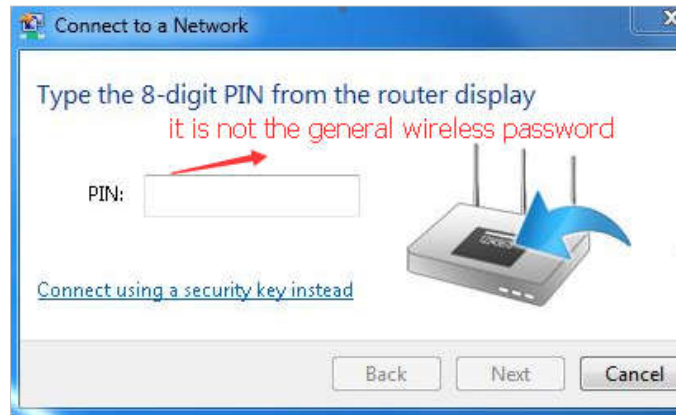 Connect to a Network
Type the 8-digit PIN from the router display
it is not the general wireless password
PIN:
Connect using a security key instead
Back Next Cancel